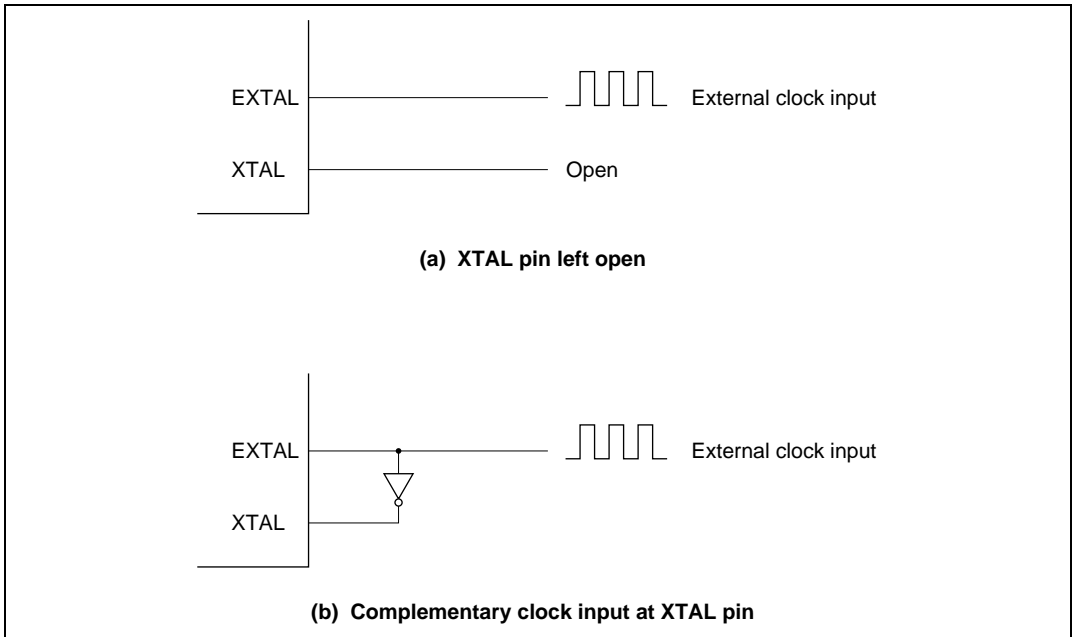 EXTAL
External clock input
XTAL
Open
(a) XTAL pin left open
EXTAL
External clock input
XTAL
(b) Complementary clock input at XTAL pin